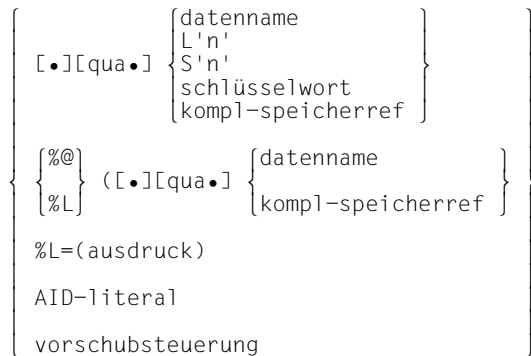 datenname
L'n'
[•][qua•] S'n'
schlüsselwort
kompl-speicherref
%@ datenname
([•][qua•]
%L kompl-speicherref
%L=(ausdruck)
AID-literal
vorschubsteuerung